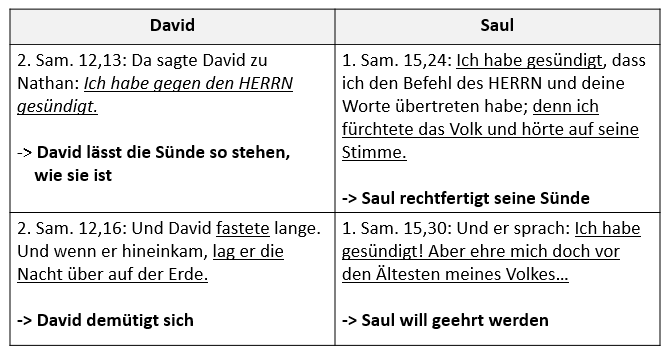 David
Saul
2. Sam. 12,13: Da sagte David zu
Nathan: Ich habe gegen den HERRN
gesündigt.
-> David lässt die Sünde so stehen,
wie sie ist
1. Sam. 15,24: Ich habe gesündigt, dass
ich den Befehl des HERRN und deine
Worte übertreten habe; denn ich
fürchtete das Volk und hörte auf seine
Stimme.
-> Saul rechtfertigt seine Sünde
2. Sam. 12,16: Und David fastete lange.
Und wenn er hineinkam, lag er die
Nacht über auf der Erde.
-> David demütigt sich
1. Sam. 15,30: Und er sprach: Ich habe
gesündigt! Aber ehre mich doch vor
den Ältesten meines Volkes…
-> Saul will geehrt werden